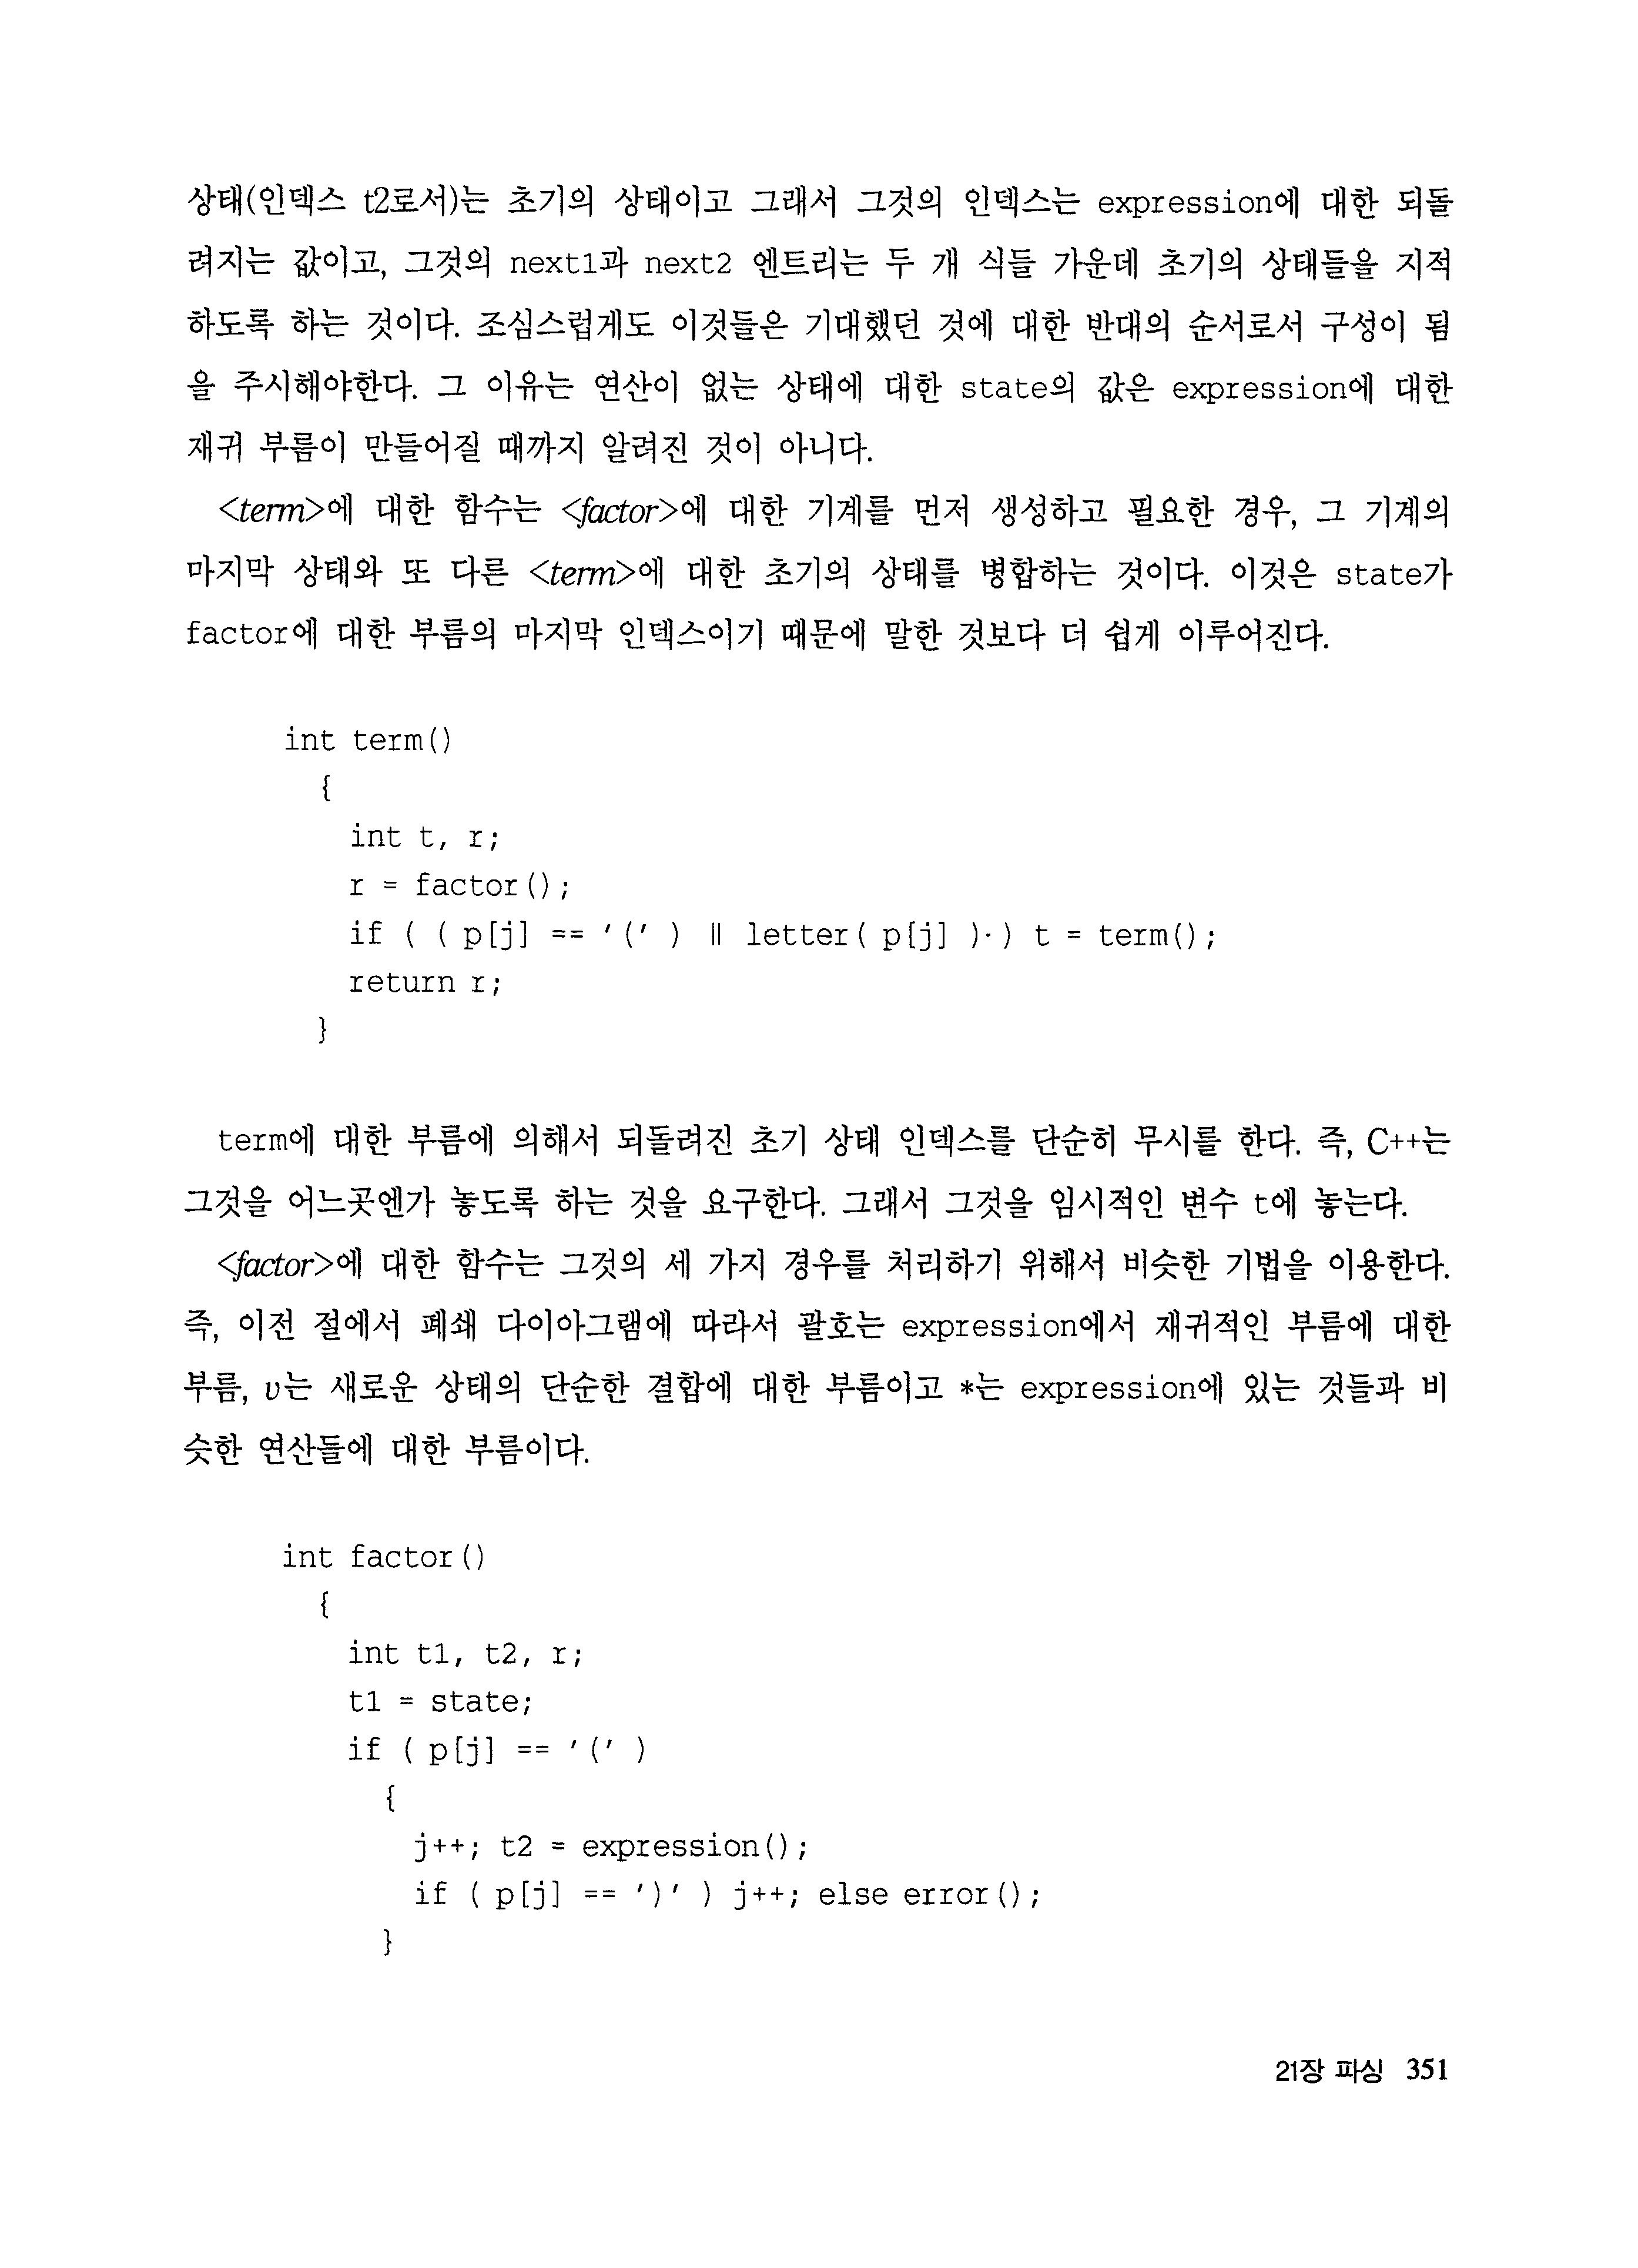 상태(인덱스 t2로서)는 초기의 상태이고 그래서 그것의 인덱스는 expression에 대한 되돌
려지는 값이고, 그것의 next1과 next2 엔트리는 두 개 식들 가운데 초기의 상태들을 지적
하도록 하는 것이다. 조심스럽게도 이것들은 기대했던 것에 대한 반대의 순서로서 구성이 됨
을 주시해야한다. 그 이유는 연산이 없는 상태에 대한 state의 값은 expression에 대한
재귀 부름이 만들어질 때까지 알려진 것이 아니다.
<term>에 대한 함수는 <factor>에 대한 기계를 먼저 생성하고 필요한 경우, 그 기계의
마지막 상태와 또 다른 <term>에 대한 초기의 상태를 병합하는 것이다. 이것은 state가
factor에 대한 부름의 마지막 인덱스이기 때문에 말한 것보다 더 쉽게 이루어진다.
int term()
{
int t, r;
r = factor();
if ( ( p[j] == '(' ) || letter( p[j] )·) t = term();
return r;
}
term에 대한 부름에 의해서 되돌려진 초기 상태 인덱스를 단순히 무시를 한다. 즉, C++는
그것을 어느곳엔가 놓도록 하는 것을 요구한다. 그래서 그것을 임시적인 변수 t에 놓는다.
<factor>에 대한 함수는 그것의 세 가지 경우를 처리하기 위해서 비슷한 기법을 이용한다.
즉, 이전 절에서 폐쇄 다이아그램에 따라서 괄호는 expression에서 재귀적인 부름에 대한
부름, v는 새로운 상태의 단순한 결합에 대한 부름이고 *는 expression에 있는 것들과 비
슷한 연산들에 대한 부름이다.
int factor()
{
int t1, t2, r;
t1 = state;
if ( p[j] == '(' )
{
j++; t2 = expression();
if ( p[j] == ')' ) j++; else error();
}
21장 파싱 351